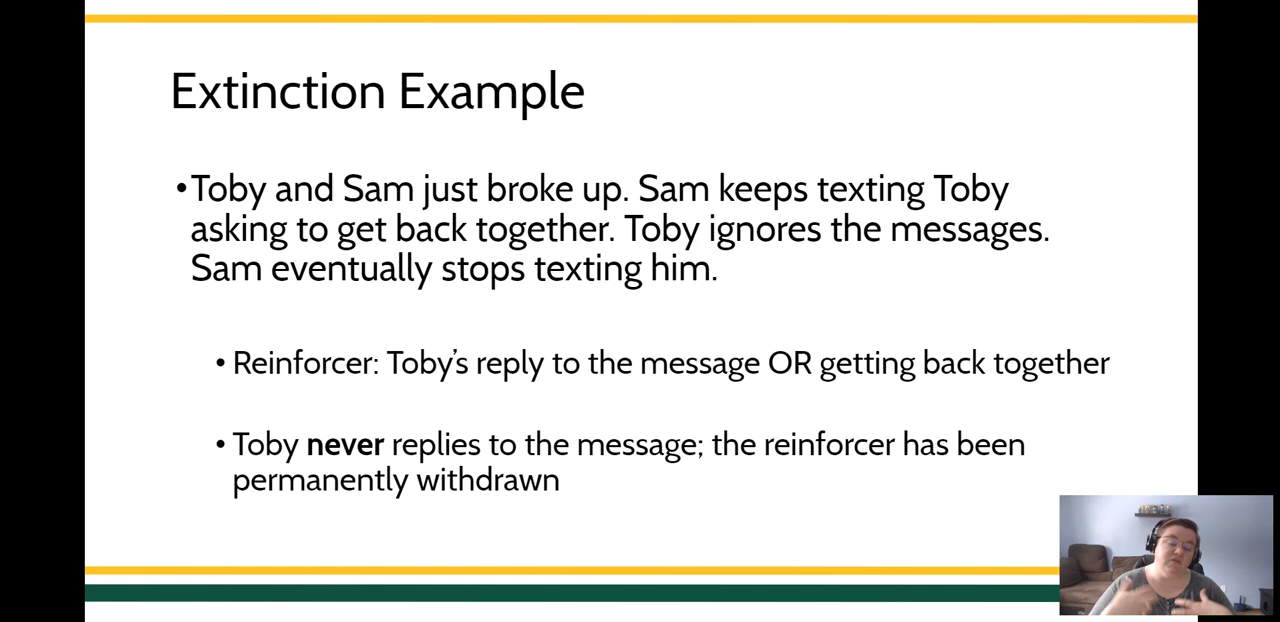 Extinction Example
•Toby and Sam just broke up. Sam keeps texting Toby
asking to get back together. Toby ignores the messages.
Sam eventually stops texting him.
• Reinforcer: Toby’s reply to the message OR getting back together
• Toby never replies to the message; the reinforcer has been
permanently withdrawn